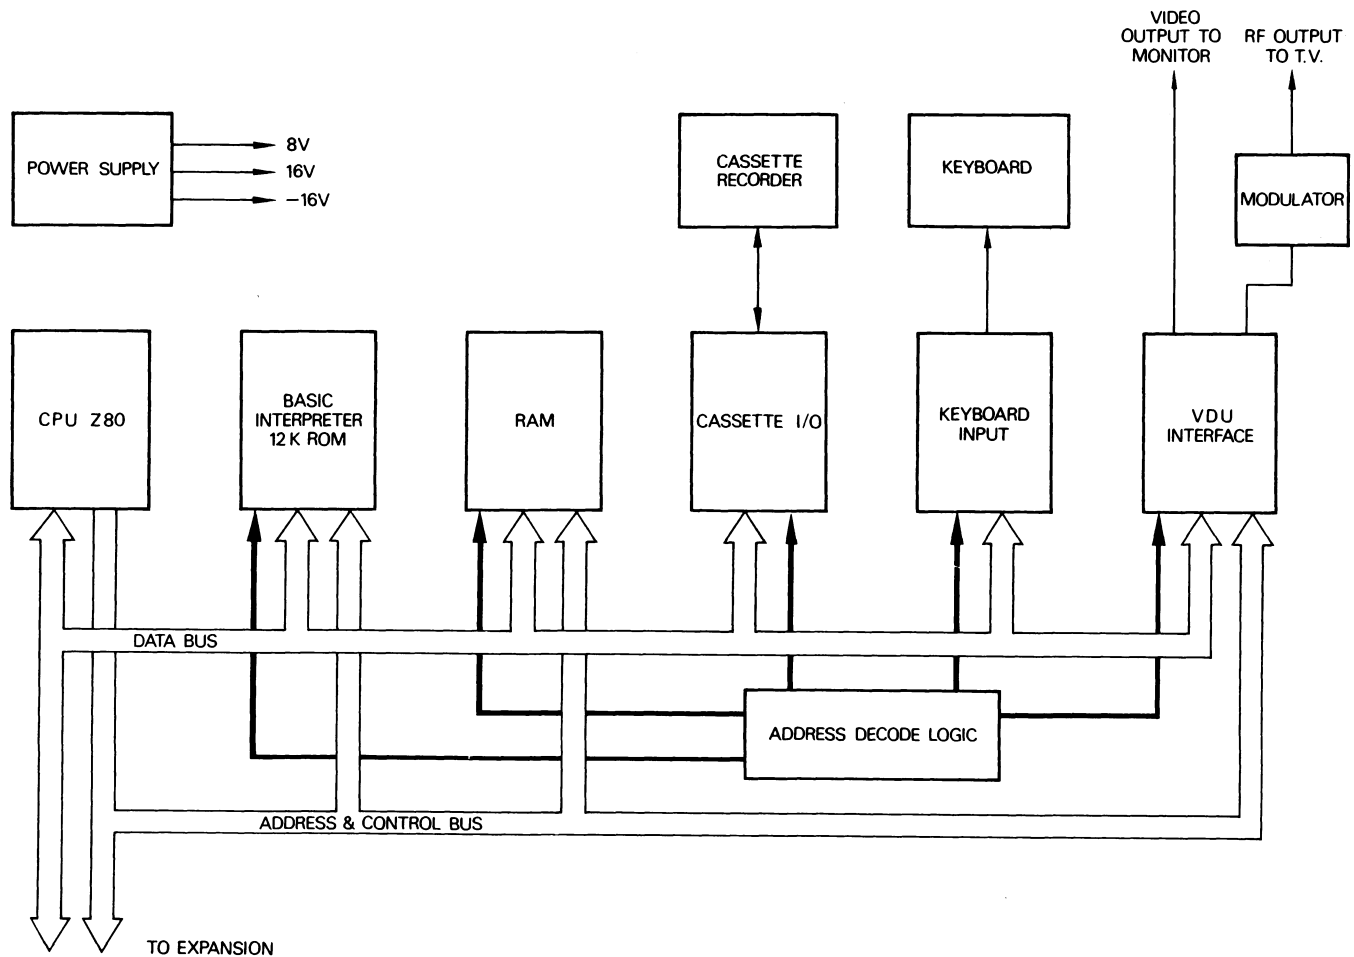 VIDEO
OUTPUT TO
MONITOR
RF OUTPUT
TO T.V.
POWER SUPPLY
8V
16V
–16V
CASSETTE
RECORDER
KEYBOARD
MODULATOR
CPU Z80
BASIC
INTERPRETER
12K ROM
RAM
CASSETTE I/O
KEYBOARD
INPUT
VDU
INTERFACE
DATA BUS
ADDRESS DECODE LOGIC
ADDRESS & CONTROL BUS
TO EXPANSION